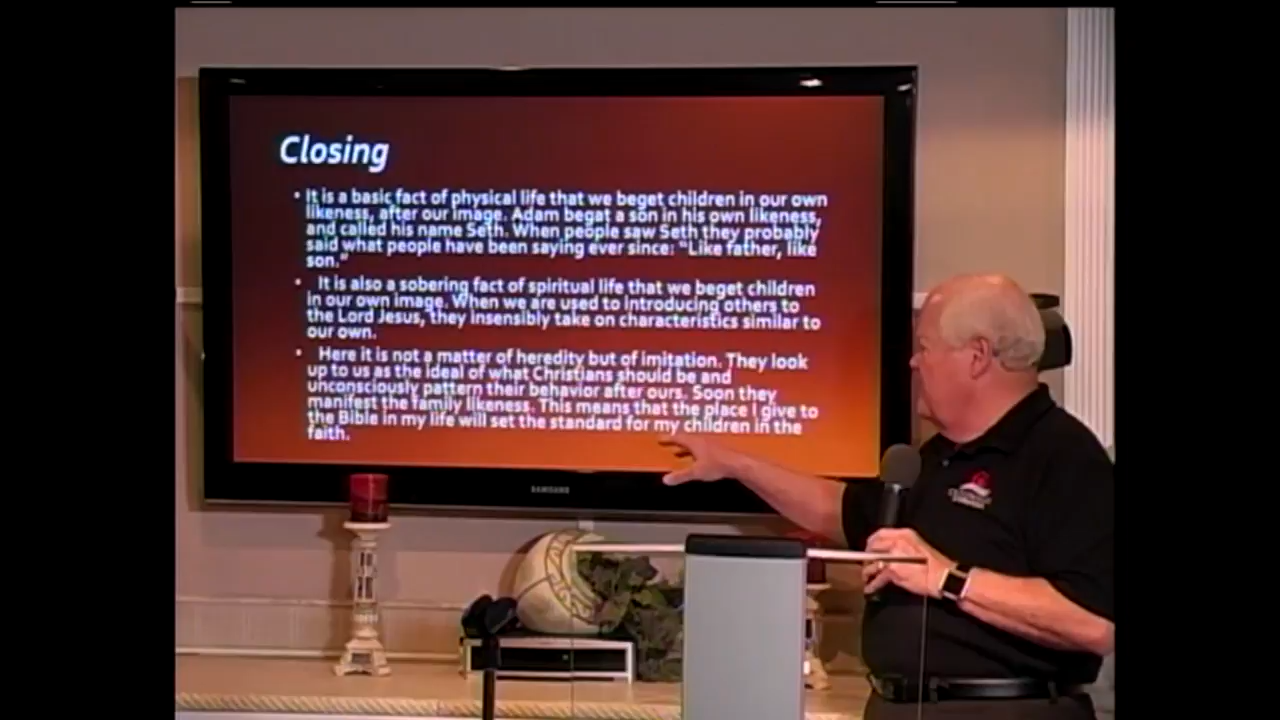 Closing
• It is a basic fact of physical life that we beget children in our own
likeness, after our image. Adam begat a son in his own likeness,
and called his name Seth. When people saw Seth they probably
said what people have been saying ever since: "Like father, like
son."
• It is also a sobering fact of spiritual life that we beget children
in our own image. When we are used to introducing others to
the Lord Jesus, they insensibly take on characteristics similar to
our own.
• Here it is not a matter of heredity but of imitation. They look
up to us as the ideal of what Christians should be and
unconsciously pattern their behavior after ours. Soon they
manifest the family likeness. This means that the place I give to
the Bible in my life will set the standard for my children in the
faith.
SAMSUNG